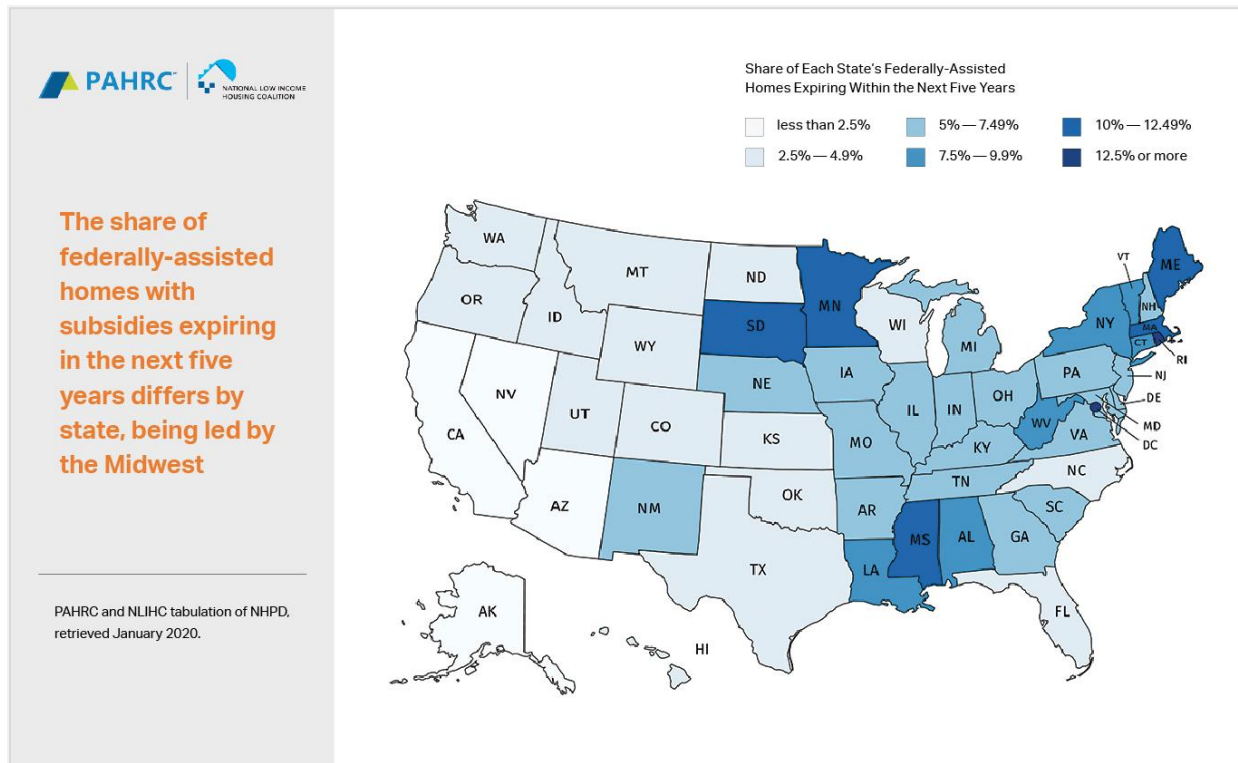 PAHRC
NATIONAL LOW INCOME
HOUSING COALITION
The share of
federally-assisted
homes with
subsidies expiring
in the next five
years differs by
state, being led by
the Midwest
PAHRC and NLIHC tabulation of NHPD,
retrieved January 2020.
Share of Each State's Federally-Assisted
Homes Expiring Within the Next Five Years
less than 2.5%
5% — 7.49%
10% — 12.49%
2.5% — 4.9%
7.5% — 9.9%
12.5% or more
WA
MT
ND
MN
VT
ME
OR
ID
SD
WI
NY
NH
MA
WY
MI
CT
RI
NE
IA
PA
NJ
NV
UT
CO
IL
IN
OH
DE
CA
KS
MO
WV
VA
MD
KY
DC
AZ
NM
OK
AR
TN
NC
SC
MS
AL
GA
TX
LA
AK
HI
FL